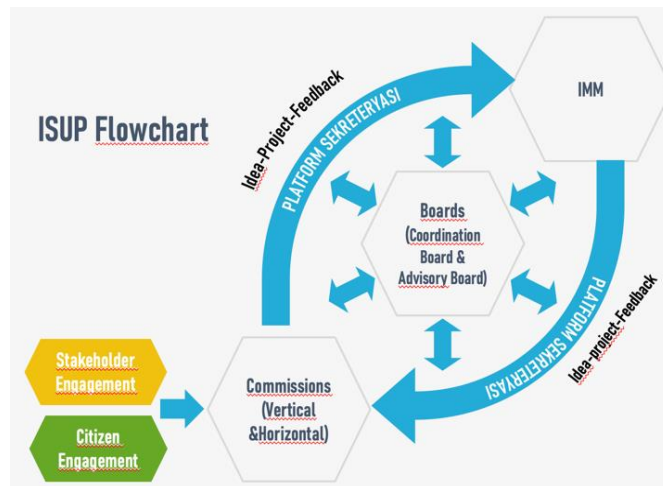 ISUP Flowchart
Idea-Project-Feedback
PLATFORM SEKRETERYASI
IMM
Boards
(Coordination
Board &
Advisory Board)
PLATFORM SEKRETERYASI
Idea-project-Feedback
Stakeholder
Engagement
Citizen
Engagement
Commissions
(Vertical
&Horizontal)